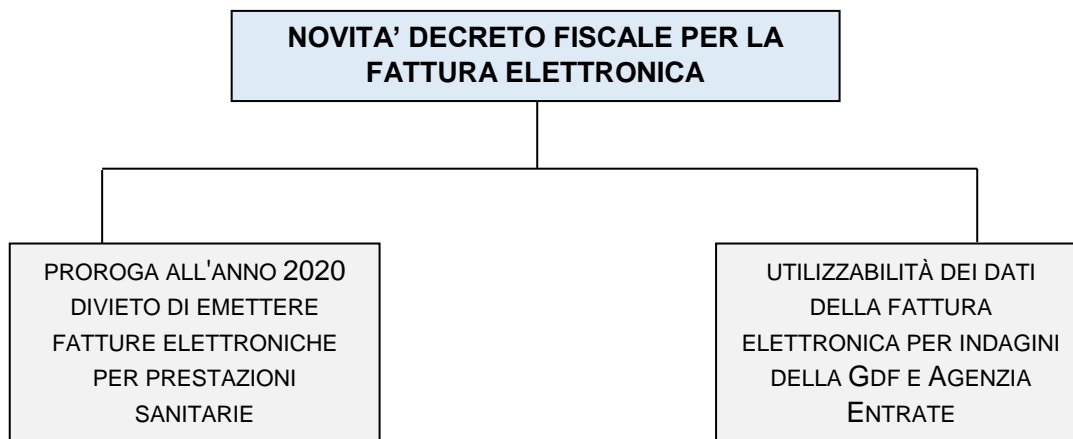 NOVITA’ DECRETO FISCALE PER LA
FATTURA ELETTRONICA
PROROGA ALL'ANNO 2020
DIVIETO DI EMETTERE
FATTURE ELETTRONICHE
PER PRESTAZIONI
SANITARIE
UTILIZZABILITÀ DEI DATI
DELLA FATTURA
ELETTRONICA PER INDAGINI
DELLA GDF E AGENZIA
ENTRATE